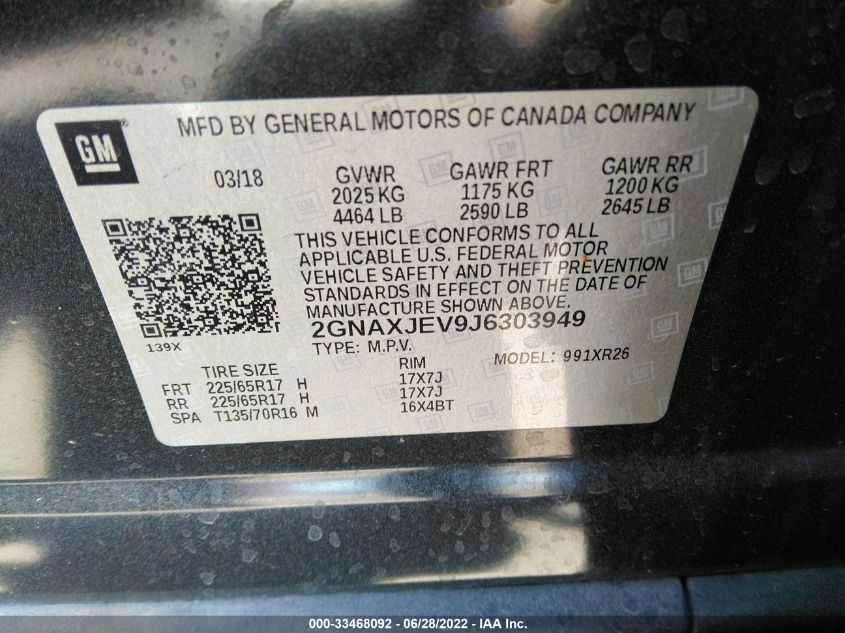 GM
MFD BY GENERAL MOTORS OF CANADA COMPANY
03/18 GVWR GAWR FRT GAWR RR
2025 KG 1175 KG 1200 KG
4464 LB 2590 LB 2645 LB
THIS VEHICLE CONFORMS TO ALL
APPLICABLE U.S. FEDERAL MOTOR
VEHICLE SAFETY AND THEFT PREVENTION
STANDARDS IN EFFECT ON THE DATE OF
MANUFACTURE SHOWN ABOVE.
2GNAXJEV9J6303949
139X
TYPE: M.P.V. MODEL: 991XR26
TIRE SIZE RIM
FRT 225/65R17 H 17X7J
RR 225/65R17 H 17X7J
SPA T135/70R16 M 16X4BT
000-33468092 — 06/28/2022 — IAA Inc.